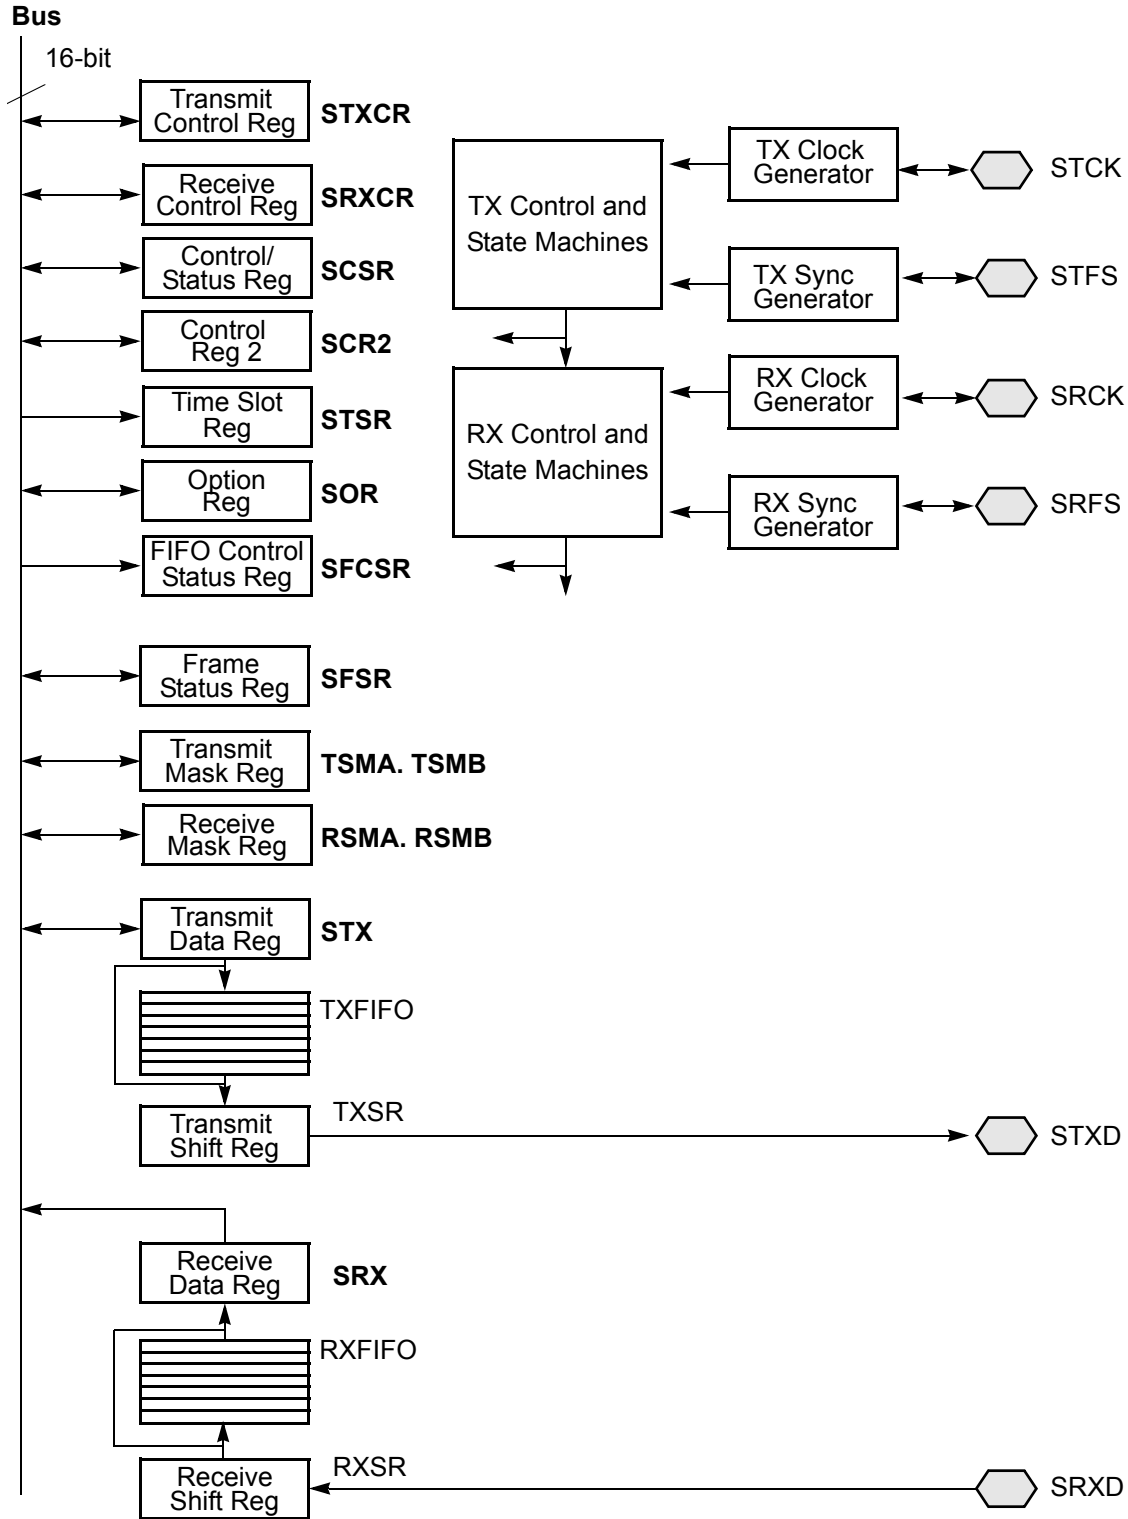 Bus
16-bit
Transmit
Control Reg
STXCR
Receive
Control Reg
SRXCR
Control/
Status Reg
SCSR
Control
Reg 2
SCR2
Time Slot
Reg
STSR
Option
Reg
SOR
FIFO Control
Status Reg
SFCSR
Frame
Status Reg
SFSR
Transmit
Mask Reg
TSMA. TSMB
Receive
Mask Reg
RSMA. RSMB
Transmit
Data Reg
STX
TXFIFO
Transmit
Shift Reg
TXSR
STXD
Receive
Data Reg
SRX
RXFIFO
Receive
Shift Reg
RXSR
SRXD
TX Control and
State Machines
TX Clock
Generator
STCK
TX Sync
Generator
STFS
RX Control and
State Machines
RX Clock
Generator
SRCK
RX Sync
Generator
SRFS